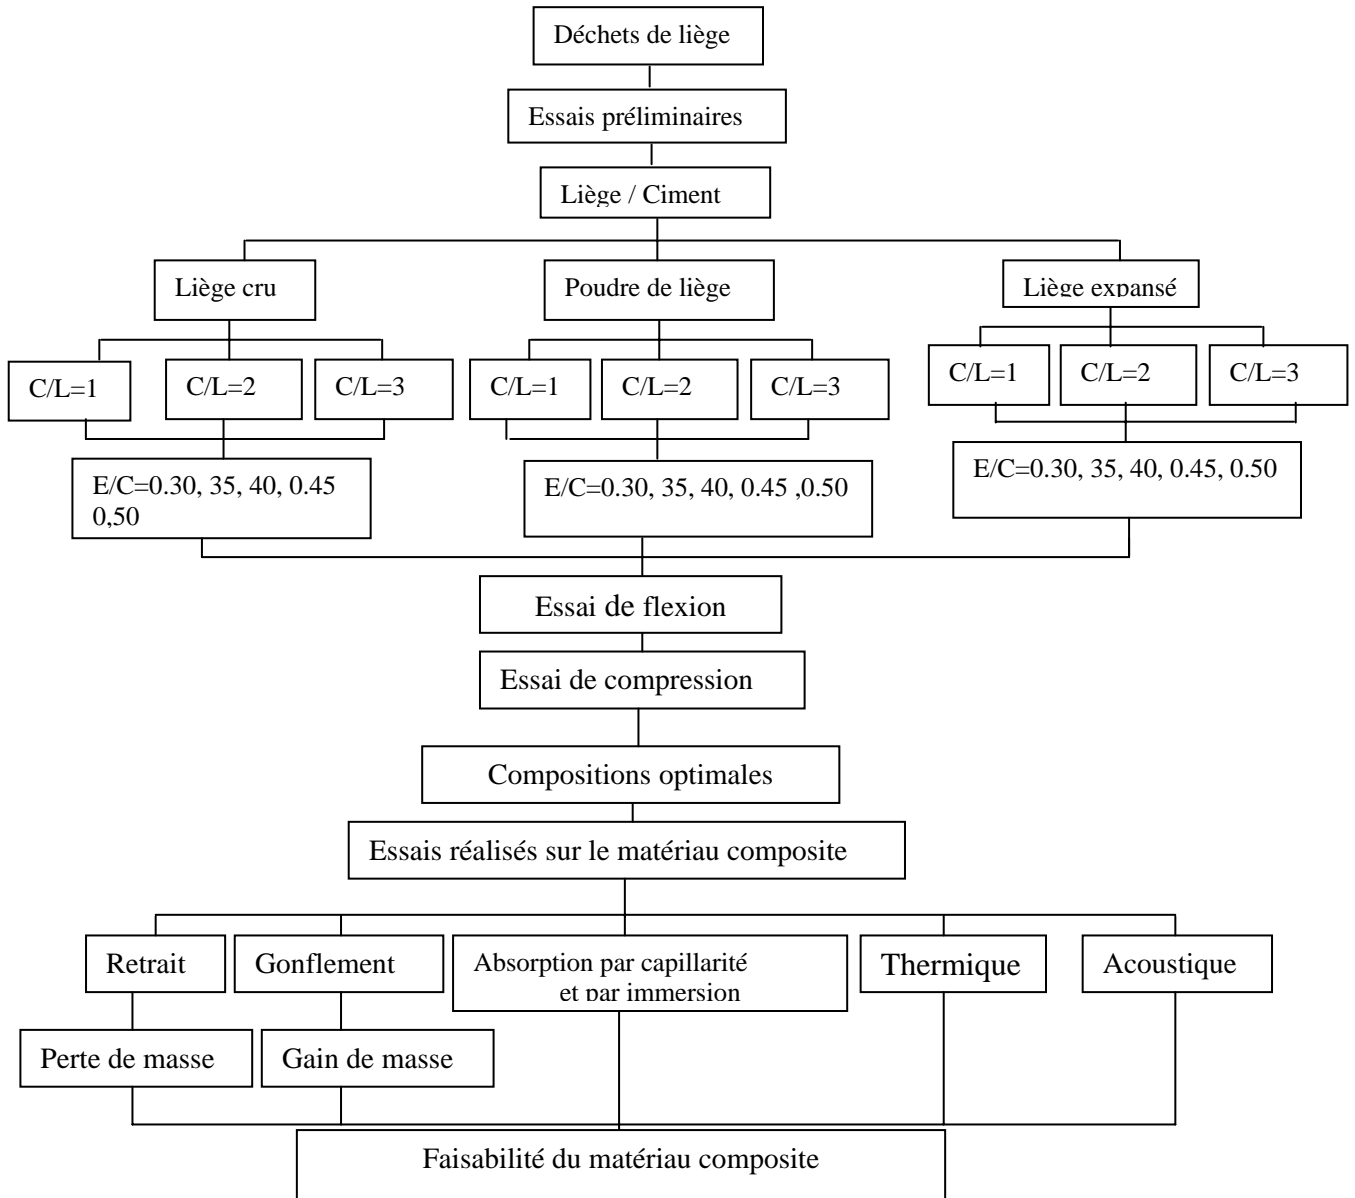 Déchets de liège
Essais préliminaires
Liège / Ciment
Liège cru
Poudre de liège
Liège expansé
C/L=1
C/L=2
C/L=3
C/L=1
C/L=2
C/L=3
C/L=1
C/L=2
C/L=3
E/C=0.30, 35, 40, 0.45
0,50
E/C=0.30, 35, 40, 0.45 ,0.50
E/C=0.30, 35, 40, 0.45, 0.50
Essai de flexion
Essai de compression
Compositions optimales
Essais réalisés sur le matériau composite
Retrait
Gonflement
Absorption par capillarité
et par immersion
Thermique
Acoustique
Perte de masse
Gain de masse
Faisabilité du matériau composite